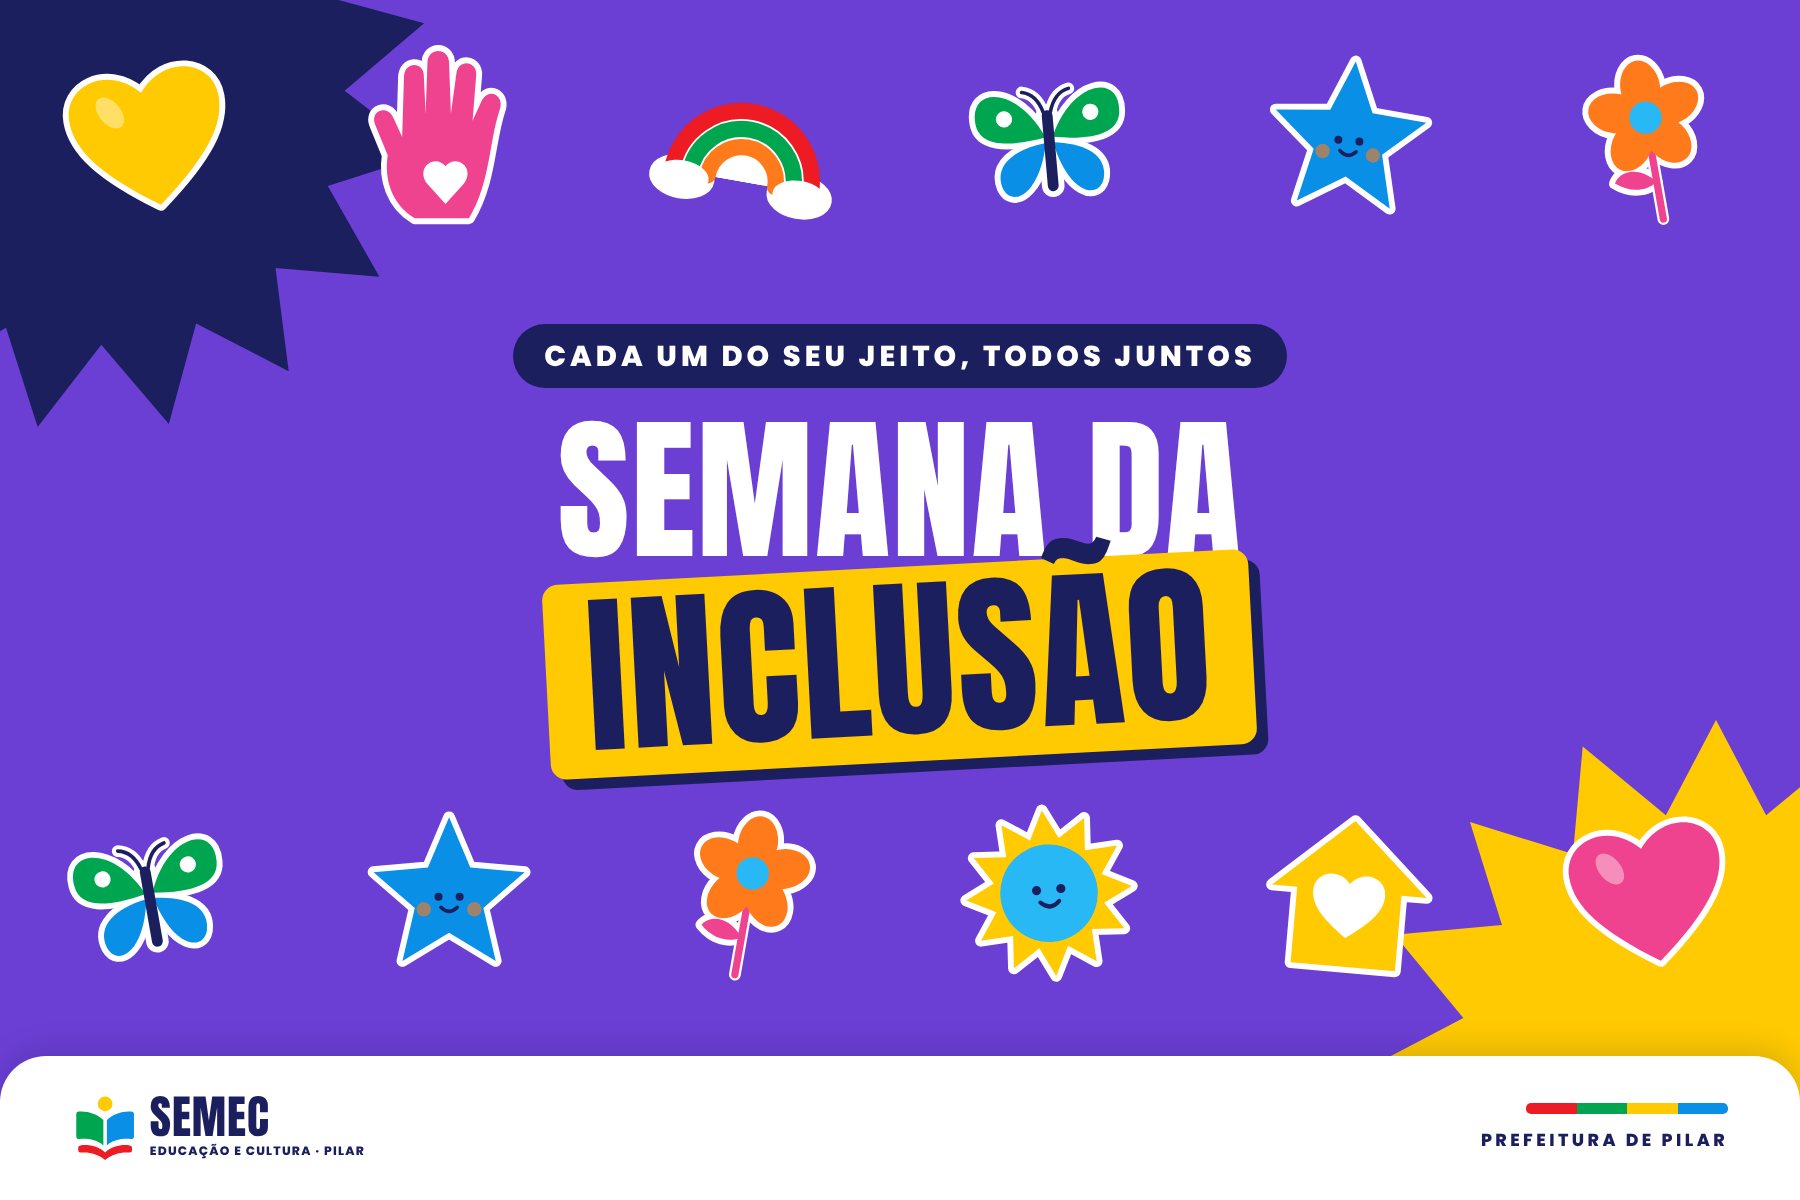 CADA UM DO SEU JEITO, TODOS JUNTOS
SEMANA DA
INCLUSÃO
SEMEC
EDUCAÇÃO E CULTURA · PILAR
PREFEITURA DE PILAR